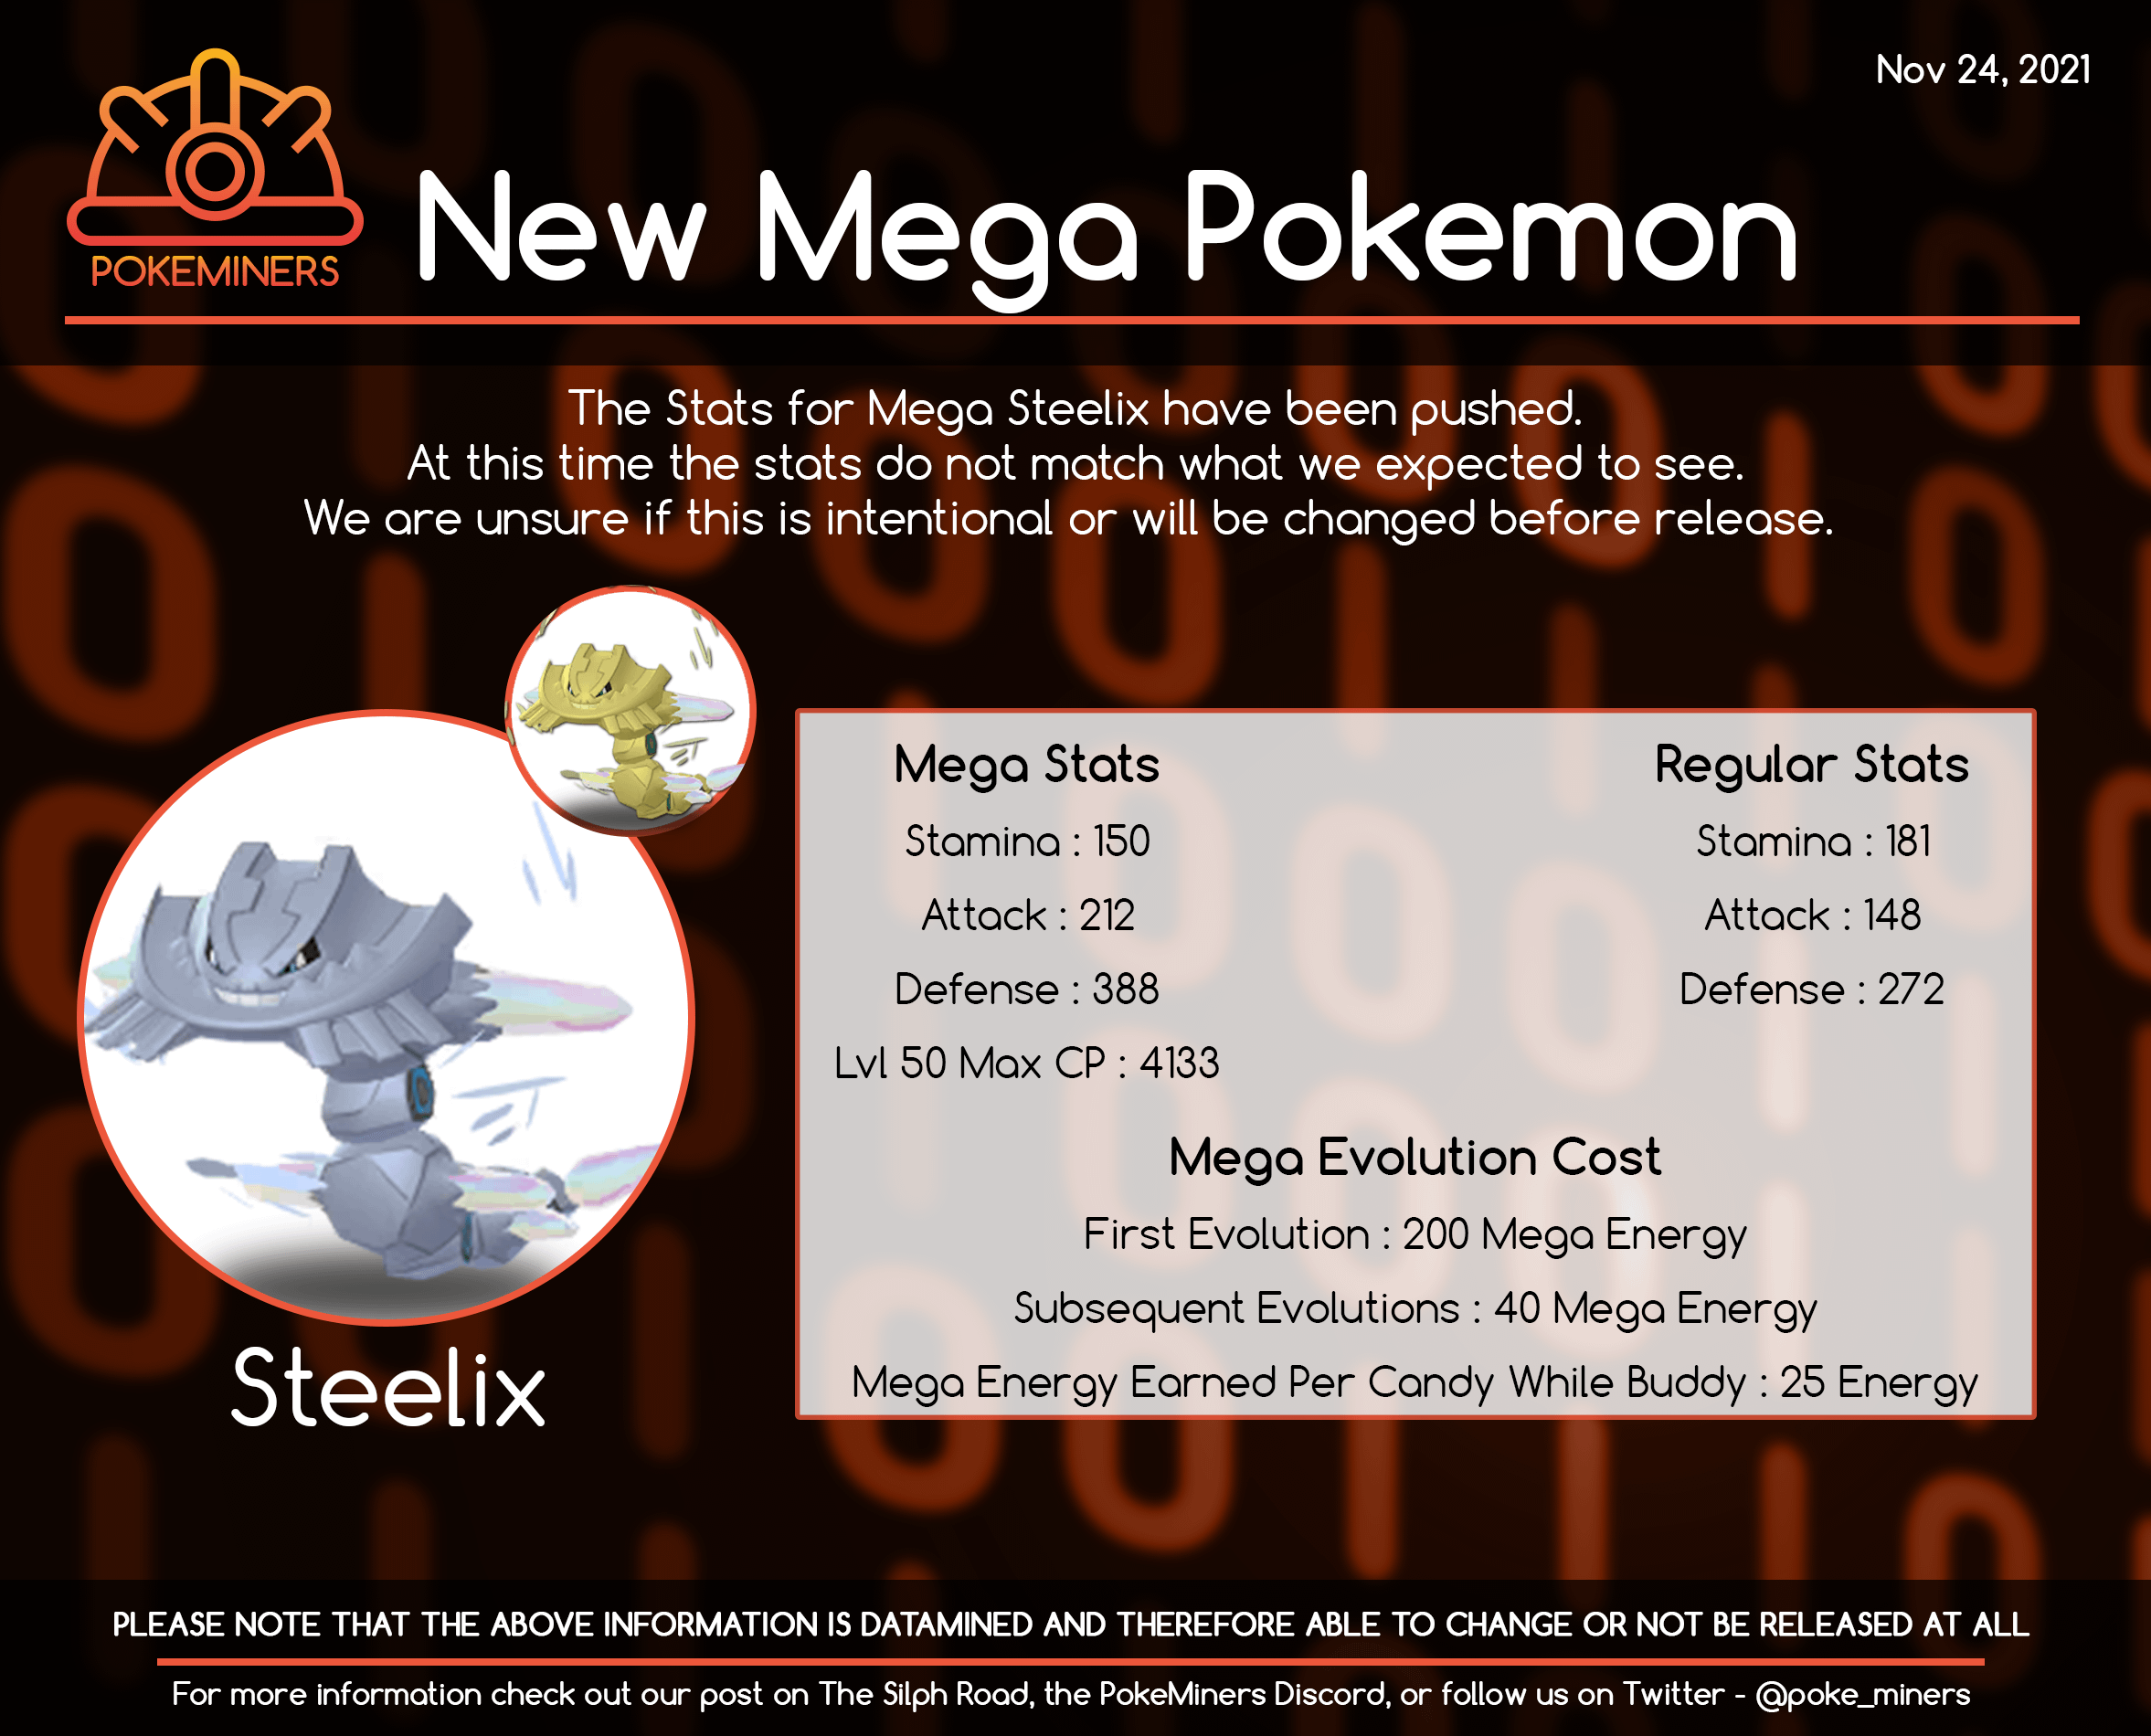 Nov 24, 2021
POKEMINERS
New Mega Pokemon
The Stats for Mega Steelix have been pushed.
At this time the stats do not match what we expected to see.
We are unsure if this is intentional or will be changed before release.
Mega Stats
Stamina : 150
Attack : 212
Defense : 388
Lvl 50 Max CP : 4133
Regular Stats
Stamina : 181
Attack : 148
Defense : 272
Mega Evolution Cost
First Evolution : 200 Mega Energy
Subsequent Evolutions : 40 Mega Energy
Mega Energy Earned Per Candy While Buddy : 25 Energy
Steelix
PLEASE NOTE THAT THE ABOVE INFORMATION IS DATAMINED AND THEREFORE ABLE TO CHANGE OR NOT BE RELEASED AT ALL
For more information check out our post on The Silph Road, the PokeMiners Discord, or follow us on Twitter - @poke_miners